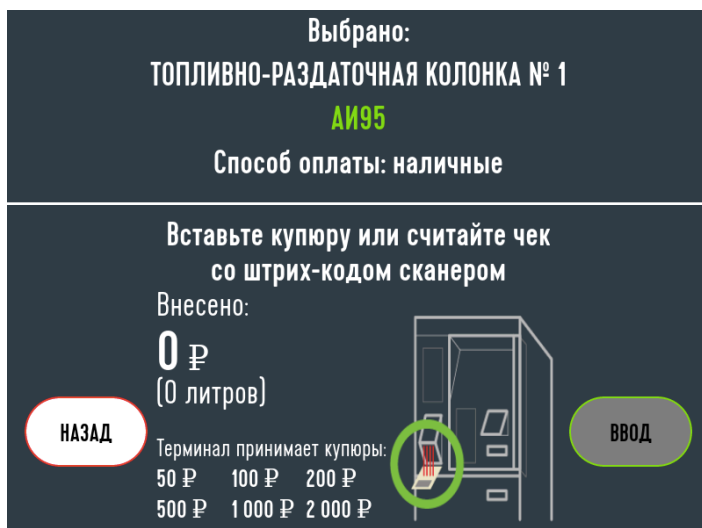 Выбрано:
ТОПЛИВНО-РАЗДАТОЧНАЯ КОЛОНКА № 1
АИ95
Способ оплаты: наличные
Вставьте купюру или считайте чек
со штрих-кодом сканером
Внесено:
0 ₽
(0 литров)
НАЗАД
ВВОД
Терминал принимает купюры:
50 ₽ 100 ₽ 200 ₽
500 ₽ 1 000 ₽ 2 000 ₽